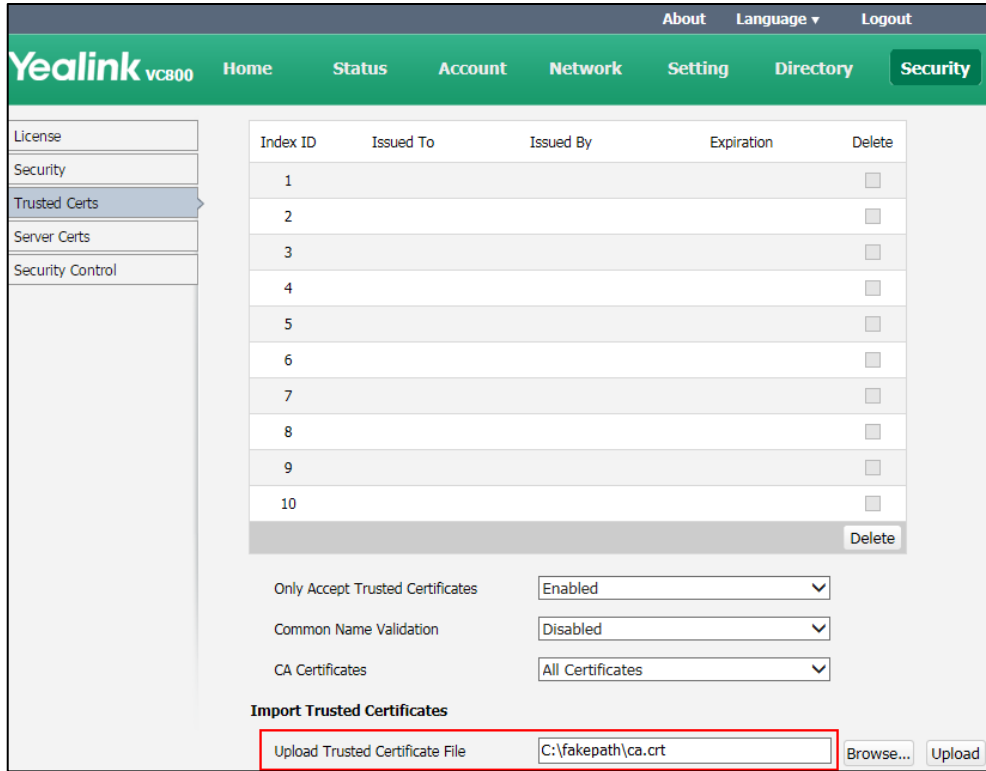 About Language ▾ Logout
Yealink VC800 Home Status Account Network Setting Directory Security
License
Security
Trusted Certs
Server Certs
Security Control
Index ID Issued To Issued By Expiration Delete
1
2
3
4
5
6
7
8
9
10
Delete
Only Accept Trusted Certificates Enabled
Common Name Validation Disabled
CA Certificates All Certificates
Import Trusted Certificates
Upload Trusted Certificate File C:\fakepath\ca.crt Browse... Upload